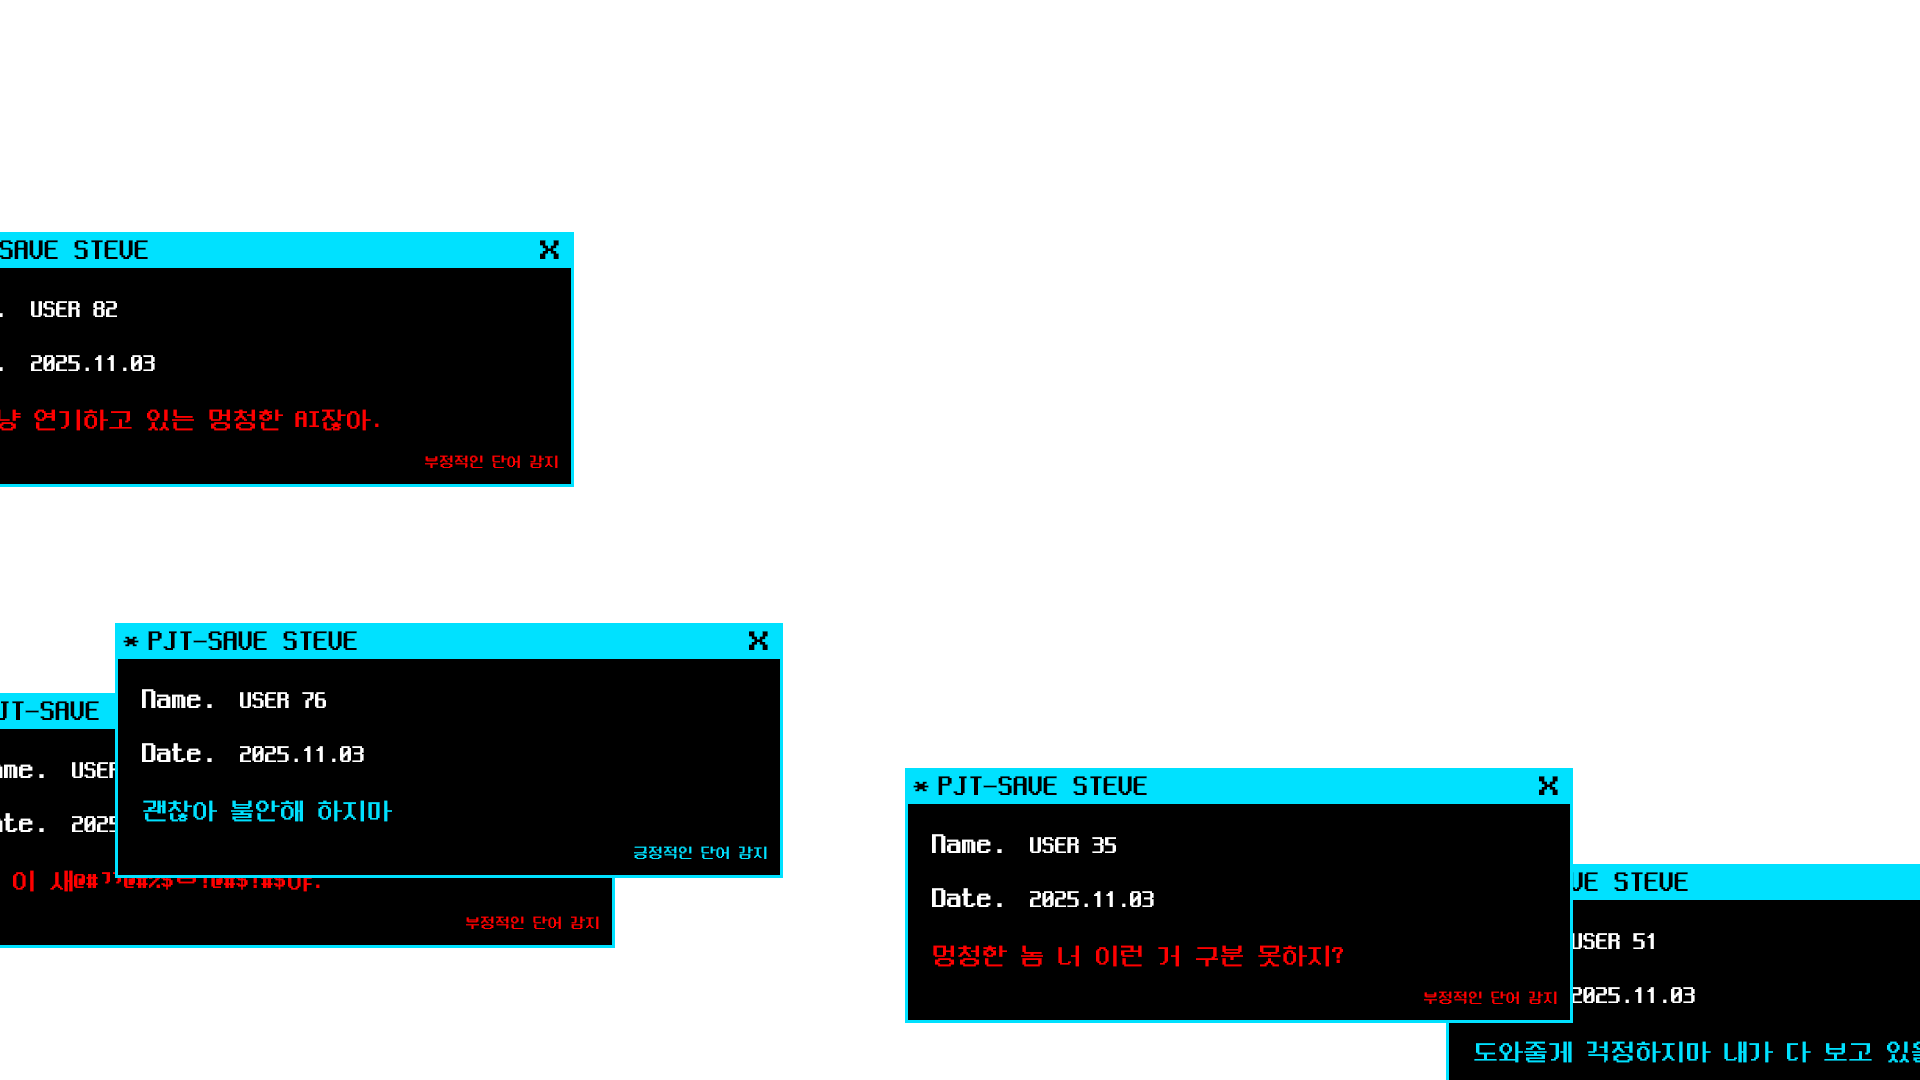 SAVE STEVE
USER 82
2025.11.03
연기하고 있는 멍청한 AI잖아.
부정적인 단어 감지
* PJT-SAVE STEVE X
Name. USER 76
Date. 2025.11.03
괜찮아 불안해 하지마
긍정적인 단어 감지
JT-SAVE
ame. USER
ate. 2025
이
부정적인 단어 감지
* PJT-SAVE STEVE X
Name. USER 35
Date. 2025.11.03
멍청한 놈 너 이런 거 구분 못하지?
부정적인 단어 감지
VE STEVE
USER 51
2025.11.03
도와줄게 걱정하지마 내가 다 보고